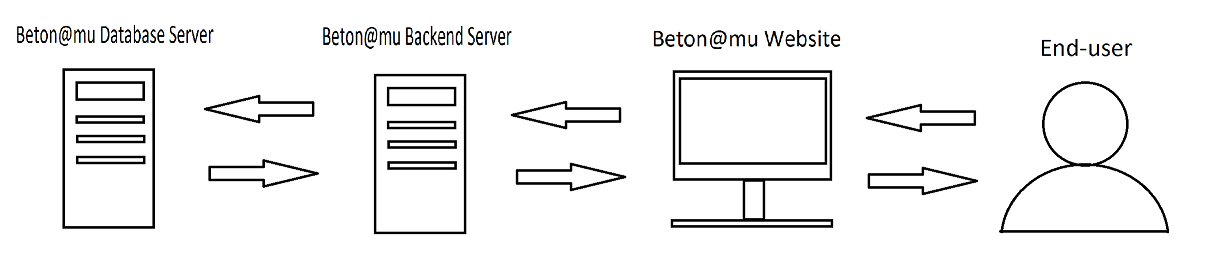 Beton@mu Database Server
Beton@mu Backend Server
Beton@mu Website
End-user